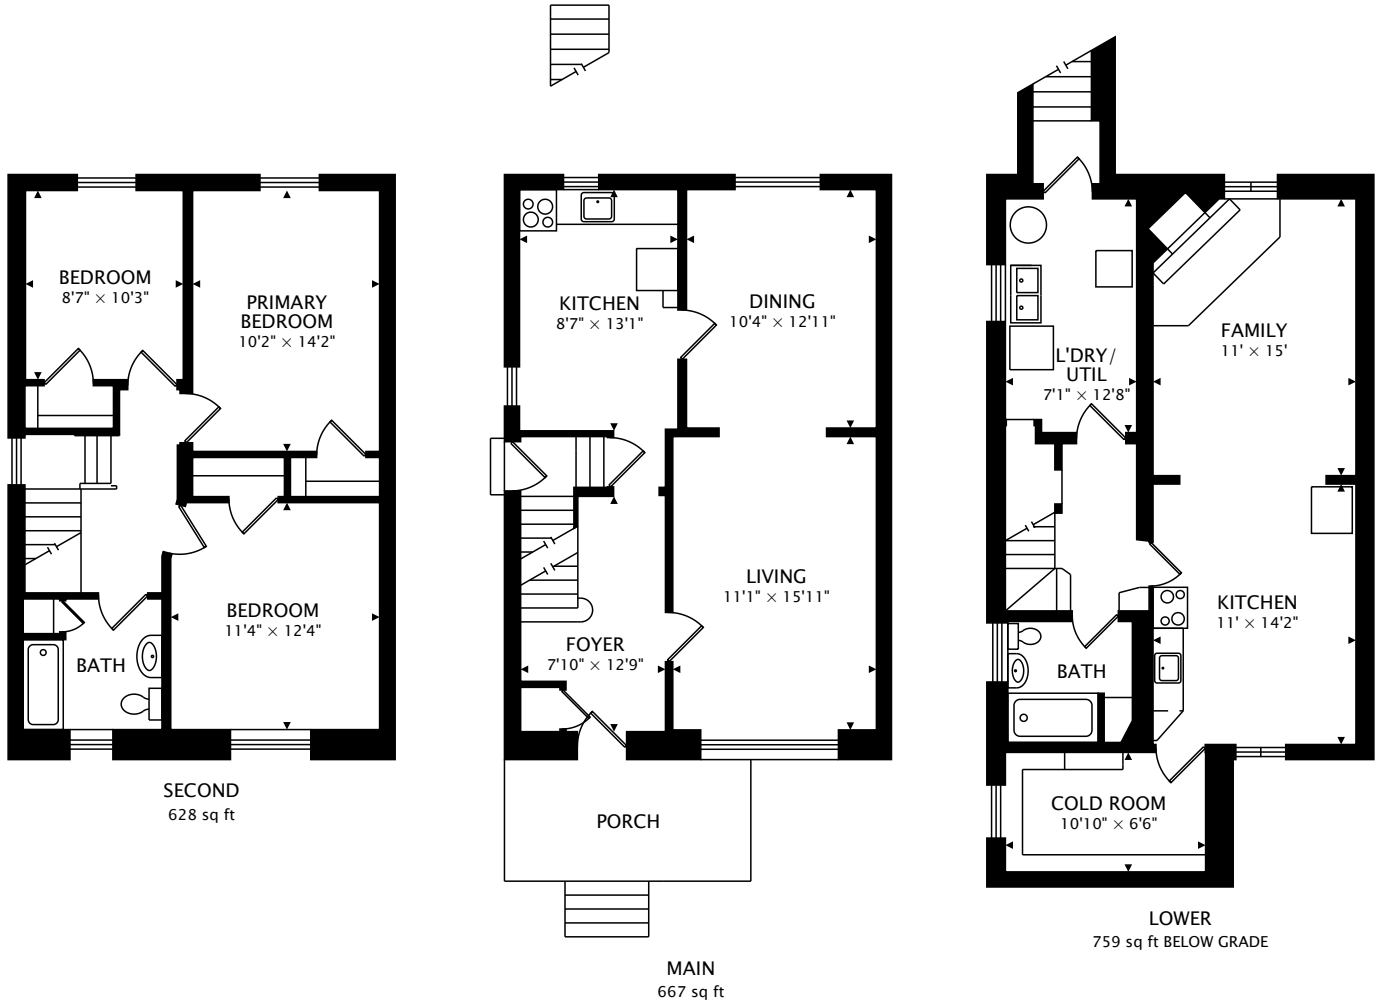 BEDROOM
8'7" × 10'3"
PRIMARY
BEDROOM
10'2" × 14'2"
BEDROOM
11'4" × 12'4"
BATH
SECOND
628 sq ft
KITCHEN
8'7" × 13'1"
DINING
10'4" × 12'11"
LIVING
11'1" × 15'11"
FOYER
7'10" × 12'9"
PORCH
MAIN
667 sq ft
FAMILY
11' × 15'
L'DRY/
UTIL
7'1" × 12'8"
KITCHEN
11' × 14'2"
BATH
COLD ROOM
10'10" × 6'6"
LOWER
759 sq ft BELOW GRADE